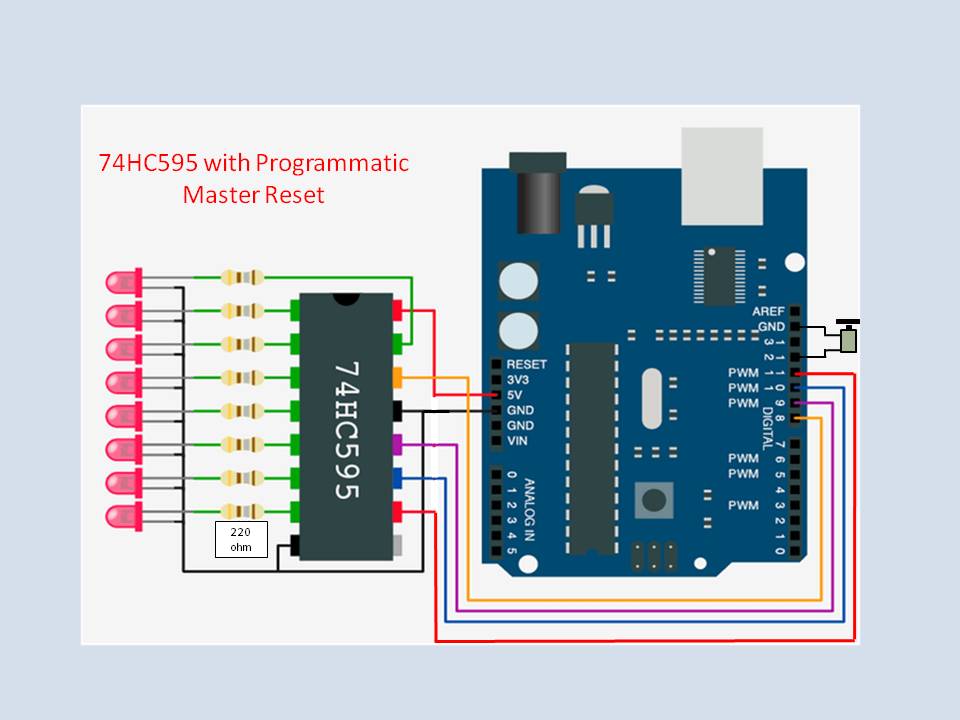 74HC595 with Programmatic
Master Reset
220
ohm
74HC595
RESET
3V3
5V
GND
GND
VIN
0
1
2
3
4
5
ANALOG IN
AREF
GND
13
12
PWM 11
PWM 10
PWM 9
8
DIGITAL
7
PWM 6
PWM 5
4
PWM 3
2
1
0